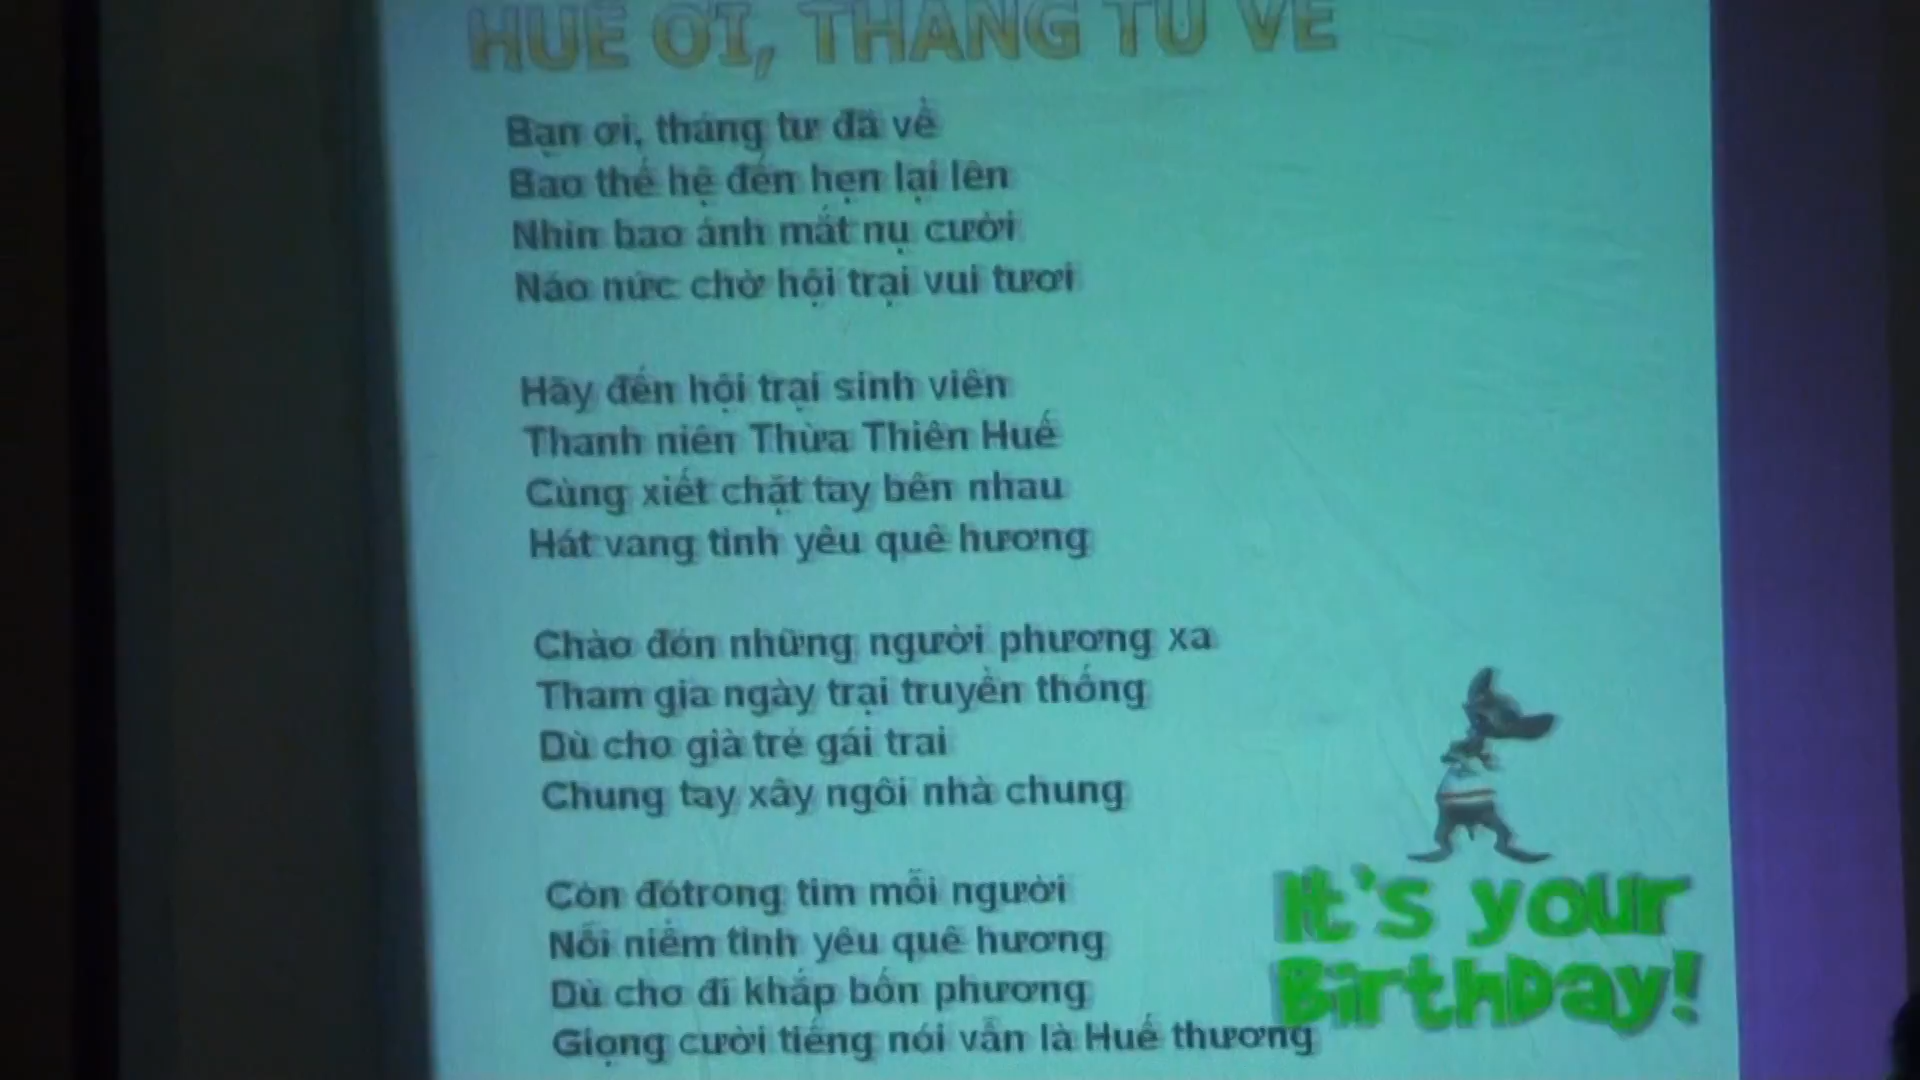 HUẾ ƠI, THÁNG TƯ VỀ
Bạn ơi, tháng tư đã về
Bao thế hệ đến hẹn lại lên
Nhìn bao ánh mắt nụ cười
Náo nức chờ hội trại vui tươi
Hãy đến hội trại sinh viên
Thanh niên Thừa Thiên Huế
Cùng xiết chặt tay bên nhau
Hát vang tình yêu quê hương
Chào đón những người phương xa
Tham gia ngày trại truyền thống
Dù cho già trẻ gái trai
Chung tay xây ngôi nhà chung
Còn đótrong tim mỗi người
Nỗi niềm tình yêu quê hương
Dù cho đi khắp bốn phương
Giọng cười tiếng nói vẫn là Huế thương
It's your
BirthDay!